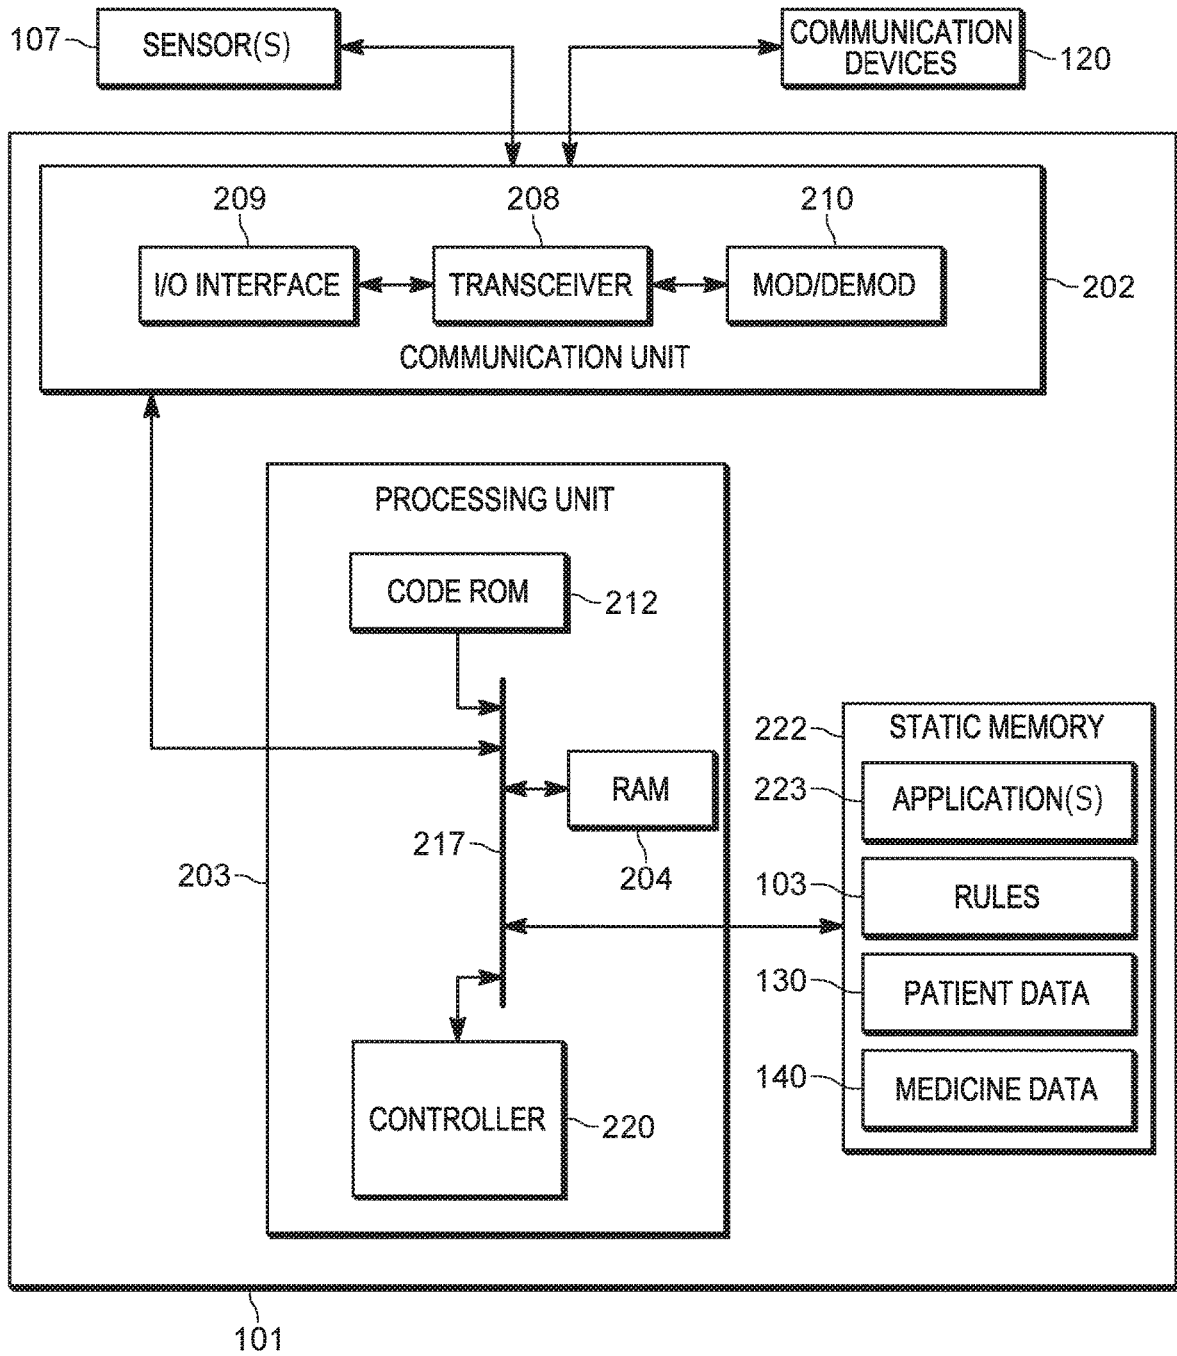 107
SENSOR(S)
COMMUNICATION
DEVICES
120
209
208
210
I/O INTERFACE
TRANSCEIVER
MOD/DEMOD
202
COMMUNICATION UNIT
PROCESSING UNIT
CODE ROM
212
222
STATIC MEMORY
RAM
223
APPLICATION(S)
217
204
203
103
RULES
130
PATIENT DATA
140
MEDICINE DATA
CONTROLLER
220
101